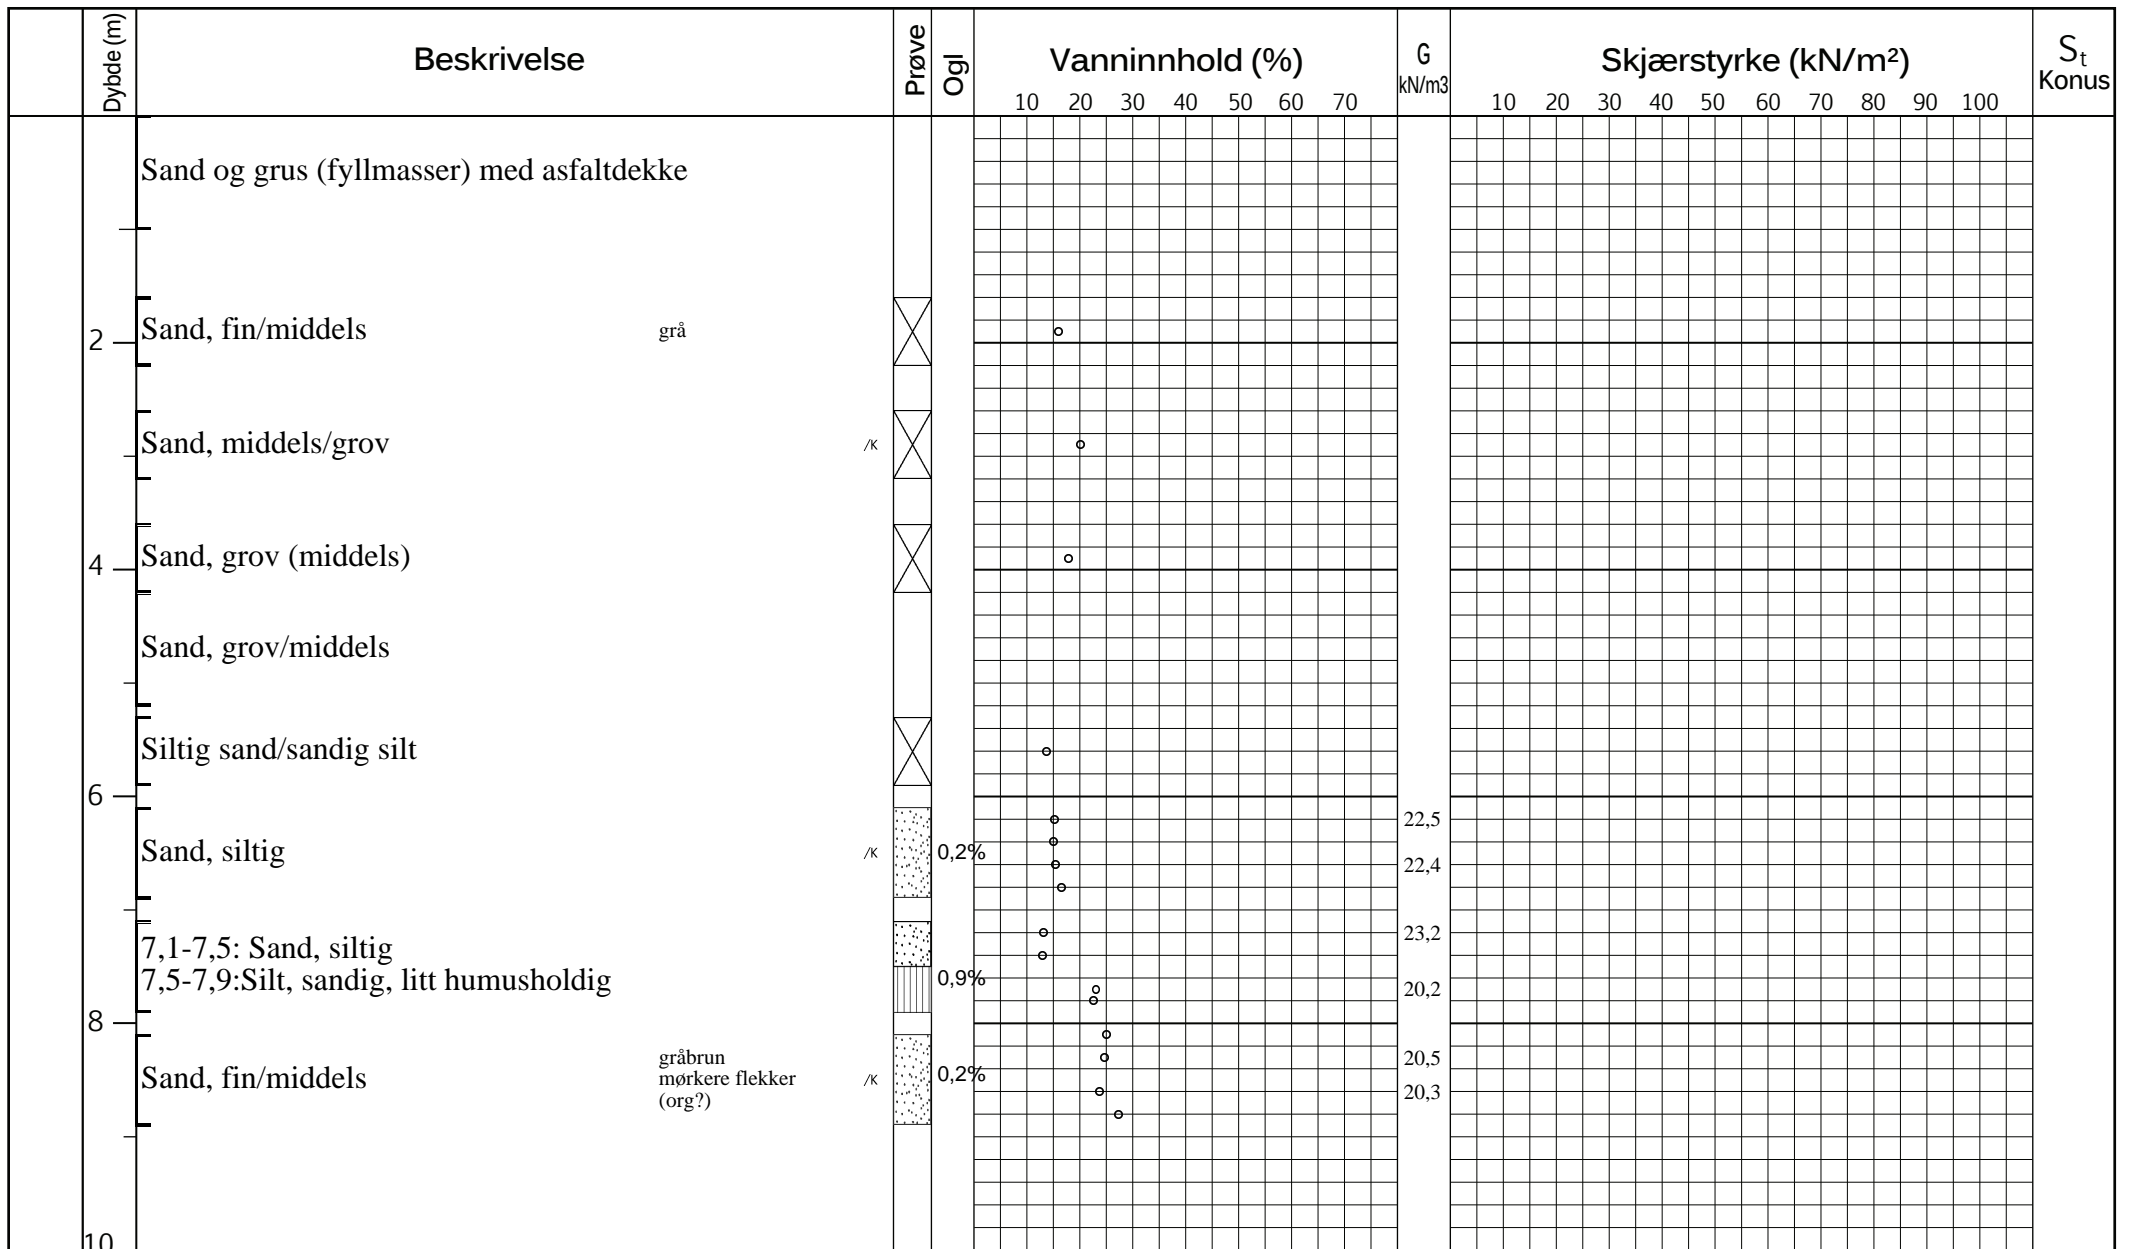 Dybde (m)
Beskrivelse
Prøve
Ogl
Vanninnhold (%)
10 20 30 40 50 60 70
G
kN/m3
Skjærstyrke (kN/m²)
10 20 30 40 50 60 70 80 90 100
St
Konus
Sand og grus (fyllmasser) med asfaltdekke
2 Sand, fin/middels grå
Sand, middels/grov /K
4 Sand, grov (middels)
Sand, grov/middels
Siltig sand/sandig silt
6
22,5
Sand, siltig /K 0,2%
22,4
23,2
7,1-7,5: Sand, siltig
7,5-7,9:Silt, sandig, litt humusholdig 0,9%
20,2
8
gråbrun 20,5
Sand, fin/middels mørkere flekker /K 0,2%
(org?) 20,3
10